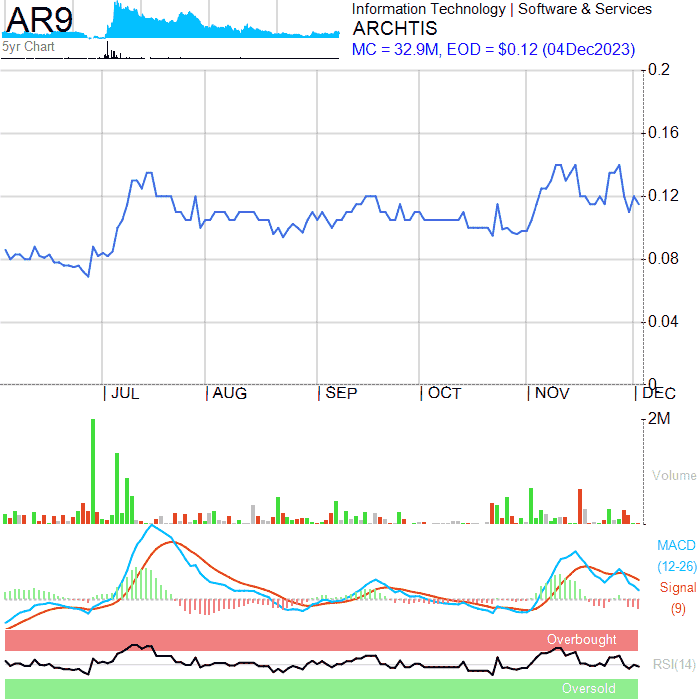 AR9
5yr Chart
Information Technology | Software & Services
ARCHTIS
MC = 32.9M, EOD = $0.12 (04Dec2023)
0.2
0.16
0.12
0.08
0.04
0
JUL AUG SEP OCT NOV DEC
2M
Volume
MACD
(12-26)
Signal
(9)
Overbought
RSI(14)
Oversold